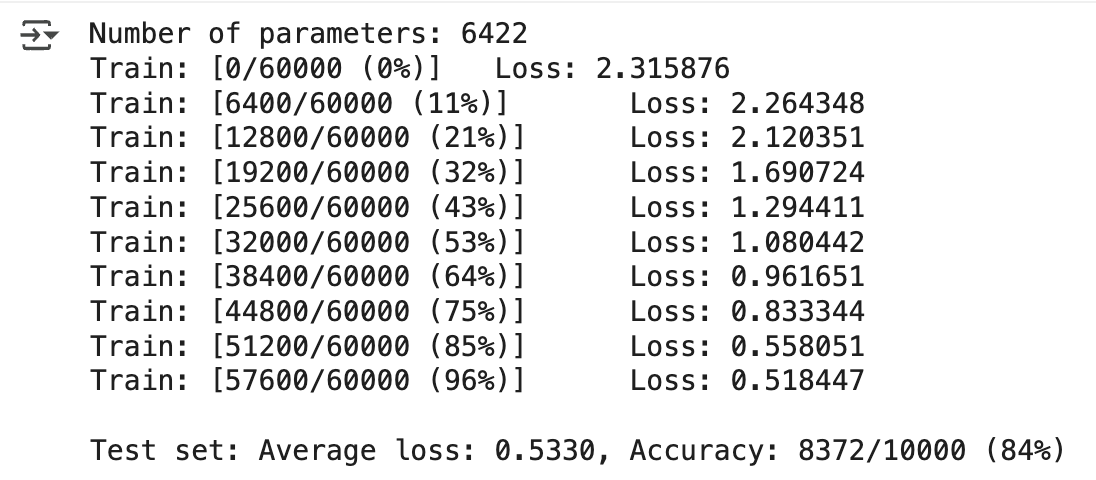 Number of parameters: 6422
Train: [0/60000 (0%)]	Loss: 2.315876
Train: [6400/60000 (11%)]	Loss: 2.264348
Train: [12800/60000 (21%)]	Loss: 2.120351
Train: [19200/60000 (32%)]	Loss: 1.690724
Train: [25600/60000 (43%)]	Loss: 1.294411
Train: [32000/60000 (53%)]	Loss: 1.080442
Train: [38400/60000 (64%)]	Loss: 0.961651
Train: [44800/60000 (75%)]	Loss: 0.833344
Train: [51200/60000 (85%)]	Loss: 0.558051
Train: [57600/60000 (96%)]	Loss: 0.518447
Test set: Average loss: 0.5330, Accuracy: 8372/10000 (84%)